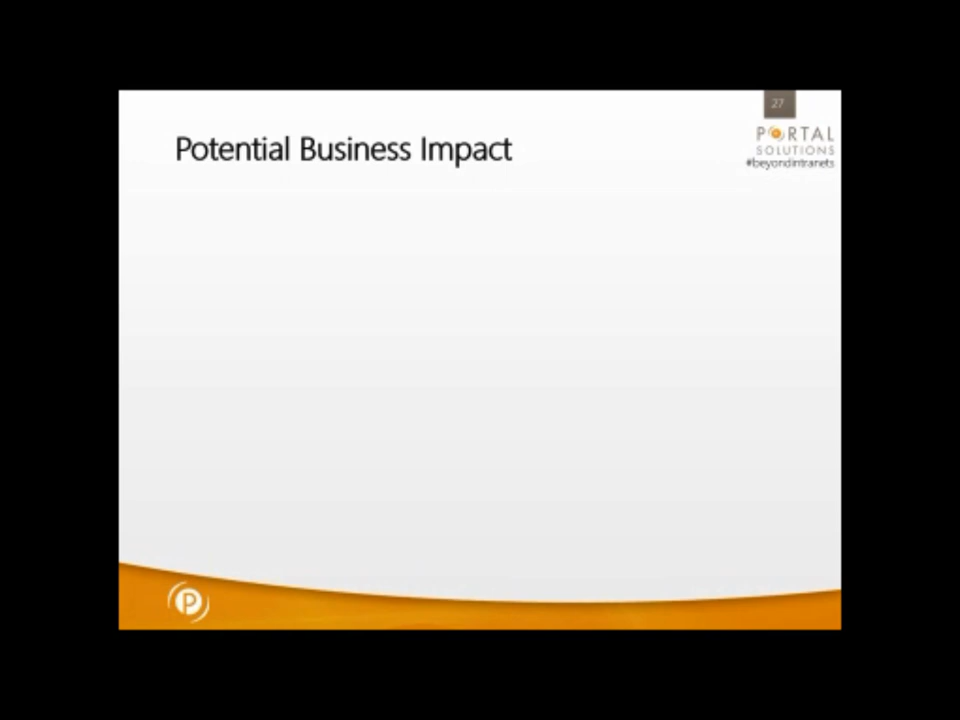 27
Potential Business Impact
PORTAL
SOLUTIONS
#beyondintranets
P